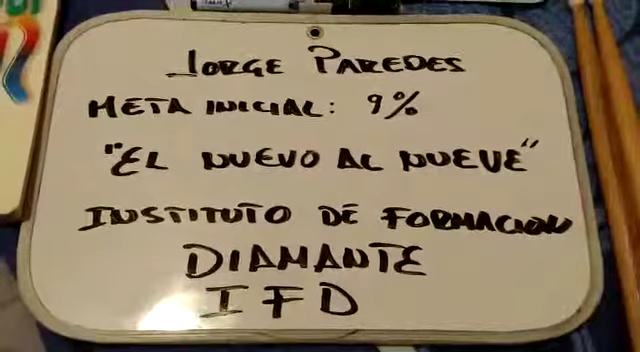 JORGE PAREDES
META INICIAL: 9%
"EL NUEVO AL NUEVE"
INSTITUTO DE FORMACION
DIAMANTE
IFD